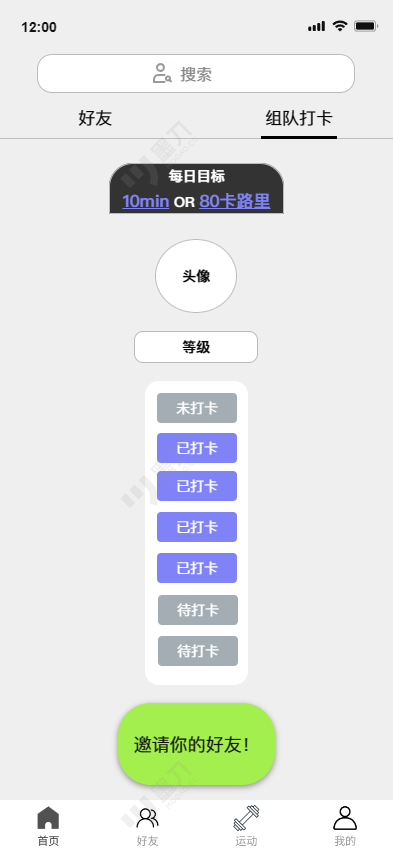 12:00
搜索
好友 组队打卡
每日目标
10min OR 80卡路里
头像
等级
未打卡
已打卡
已打卡
已打卡
已打卡
待打卡
待打卡
邀请你的好友!
首页 好友 运动 我的